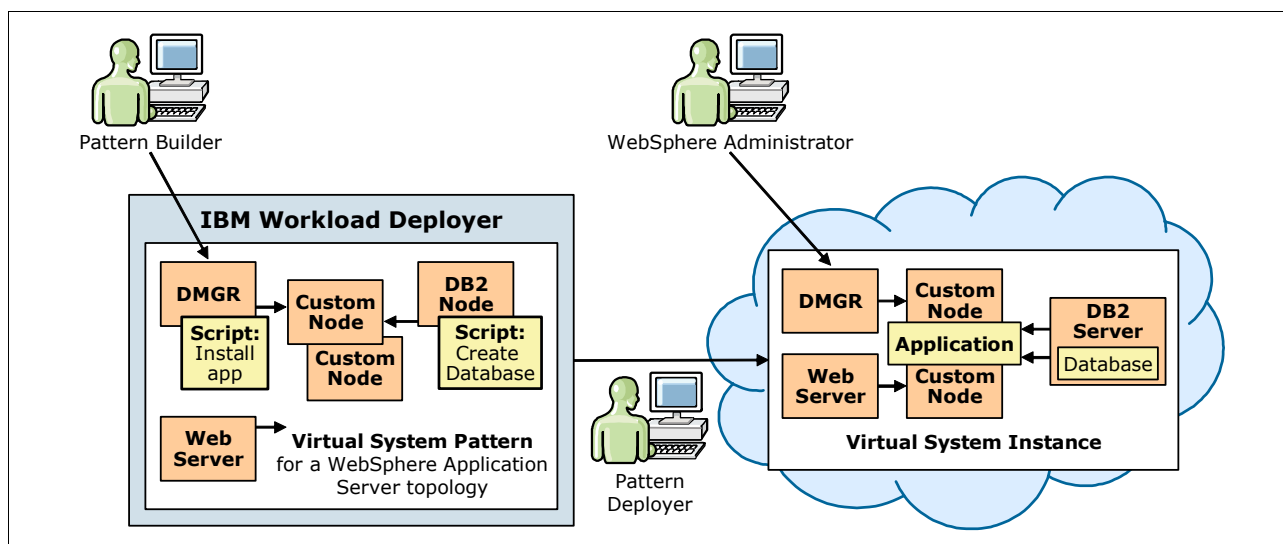 Pattern Builder
WebSphere Administrator
IBM Workload Deployer
DMGR
Script:
Install
app
Custom
Node
Custom
Node
DB2
Node
Script:
Create
Database
Web
Server
Virtual System Pattern
for a WebSphere Application
Server topology
Pattern
Deployer
DMGR
Custom
Node
Application
DB2
Server
Database
Web
Server
Custom
Node
Virtual System Instance